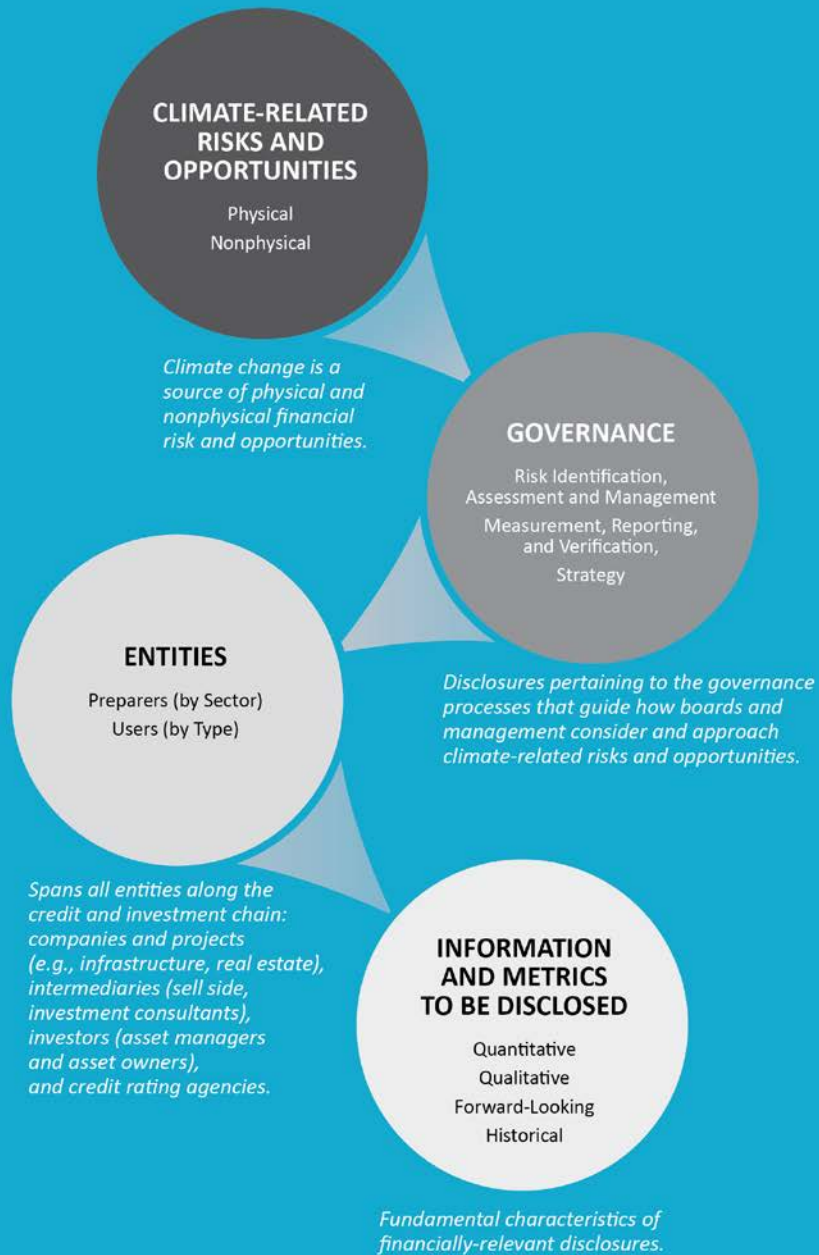 CLIMATE-RELATED
RISKS AND
OPPORTUNITIES
Physical
Nonphysical
Climate change is a
source of physical and
nonphysical financial
risk and opportunities.
GOVERNANCE
Risk Identification,
Assessment and Management
Measurement, Reporting,
and Verification,
Strategy
Disclosures pertaining to the governance
processes that guide how boards and
management consider and approach
climate-related risks and opportunities.
ENTITIES
Preparers (by Sector)
Users (by Type)
Spans all entities along the
credit and investment chain:
companies and projects
(e.g., infrastructure, real estate),
intermediaries (sell side,
investment consultants),
investors (asset managers
and asset owners),
and credit rating agencies.
INFORMATION
AND METRICS
TO BE DISCLOSED
Quantitative
Qualitative
Forward-Looking
Historical
Fundamental characteristics of
financially-relevant disclosures.